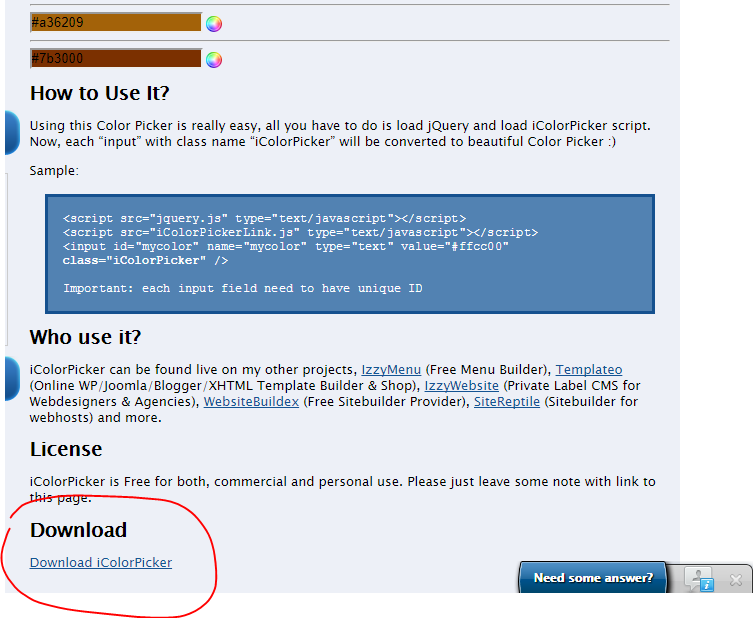 #a36209
#7b3000
How to Use It?
Using this Color Picker is really easy, all you have to do is load jQuery and load iColorPicker script.
Now, each “input” with class name “iColorPicker” will be converted to beautiful Color Picker :)
Sample:
<script src="jquery.js" type="text/javascript"></script>
<script src="iColorPickerLink.js" type="text/javascript"></script>
<input id="mycolor" name="mycolor" type="text" value="#ffcc00"
class="iColorPicker" />
Important: each input field need to have unique ID
Who use it?
iColorPicker can be found live on my other projects, IzzyMenu (Free Menu Builder), Templateo
(Online WP/Joomla/Blogger/XHTML Template Builder & Shop), IzzyWebsite (Private Label CMS for
Webdesigners & Agencies), WebsiteBuildex (Free Sitebuilder Provider), SiteReptile (Sitebuilder for
webhosts) and more.
License
iColorPicker is Free for both, commercial and personal use. Please just leave some note with link to
this page.
Download
Download iColorPicker
Need some answer?